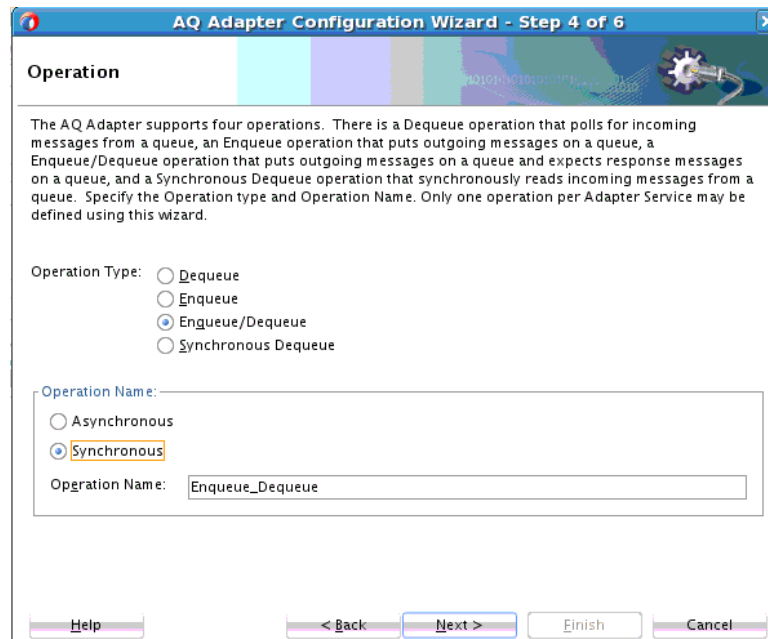 AQ Adapter Configuration Wizard - Step 4 of 6
Operation
The AQ Adapter supports four operations. There is a Dequeue operation that polls for incoming
messages from a queue, an Enqueue operation that puts outgoing messages on a queue, a
Enqueue/Dequeue operation that puts outgoing messages on a queue and expects response messages
on a queue, and a Synchronous Dequeue operation that synchronously reads incoming messages from a
queue. Specify the Operation type and Operation Name. Only one operation per Adapter Service may be
defined using this wizard.
Operation Type:
Dequeue
Enqueue
Enqueue/Dequeue
Synchronous Dequeue
Operation Name:
Asynchronous
Synchronous
Operation Name: Enqueue_Dequeue
Help < Back Next > Finish Cancel